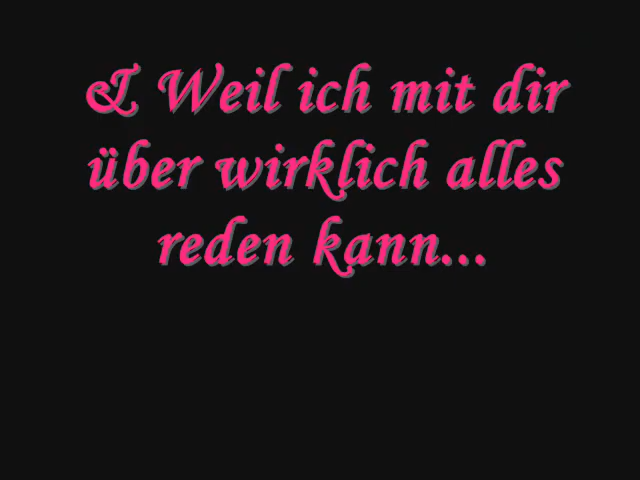 & Weil ich mit dir
über wirklich alles
reden kann...